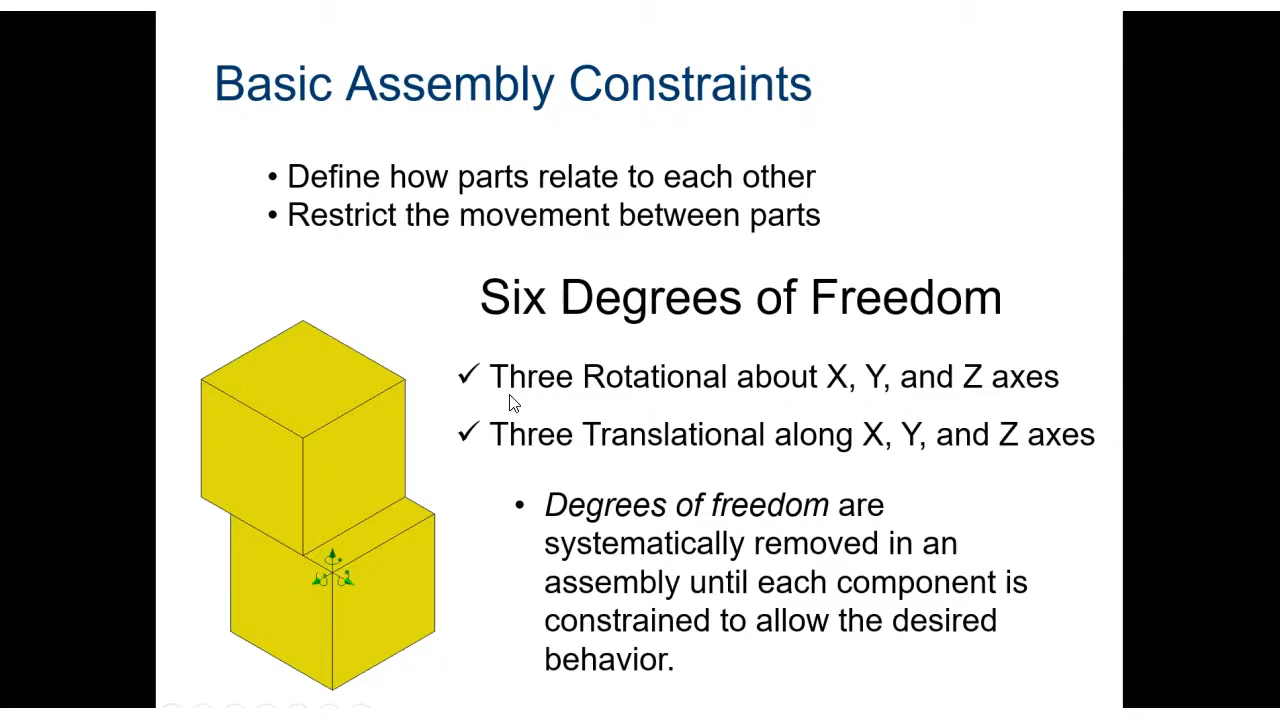 Basic Assembly Constraints
• Define how parts relate to each other
• Restrict the movement between parts
Six Degrees of Freedom
✓ Three Rotational about X, Y, and Z axes
✓ Three Translational along X, Y, and Z axes
• Degrees of freedom are
systematically removed in an
assembly until each component is
constrained to allow the desired
behavior.